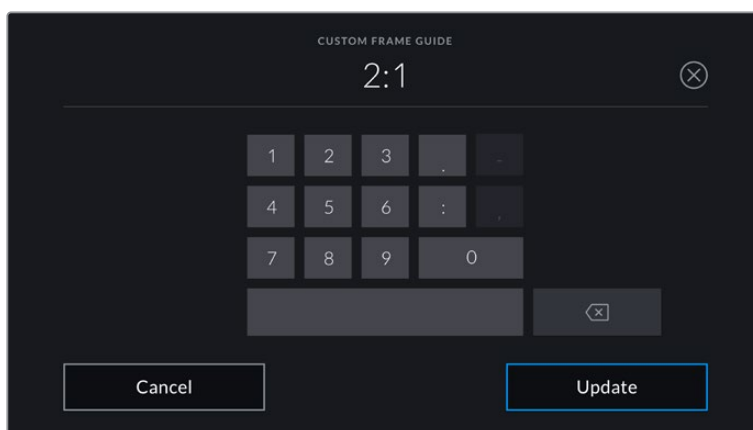 CUSTOM FRAME GUIDE
2:1
1 2 3 . -
4 5 6 : ,
7 8 9 0
Cancel Update